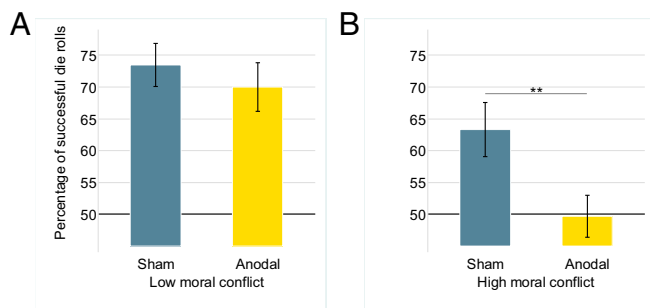 A
B
Percentage of successful die rolls
75
70
65
60
55
50
Sham
Anodal
Low moral conflict
75
70
65
60
55
50
**
Sham
Anodal
High moral conflict